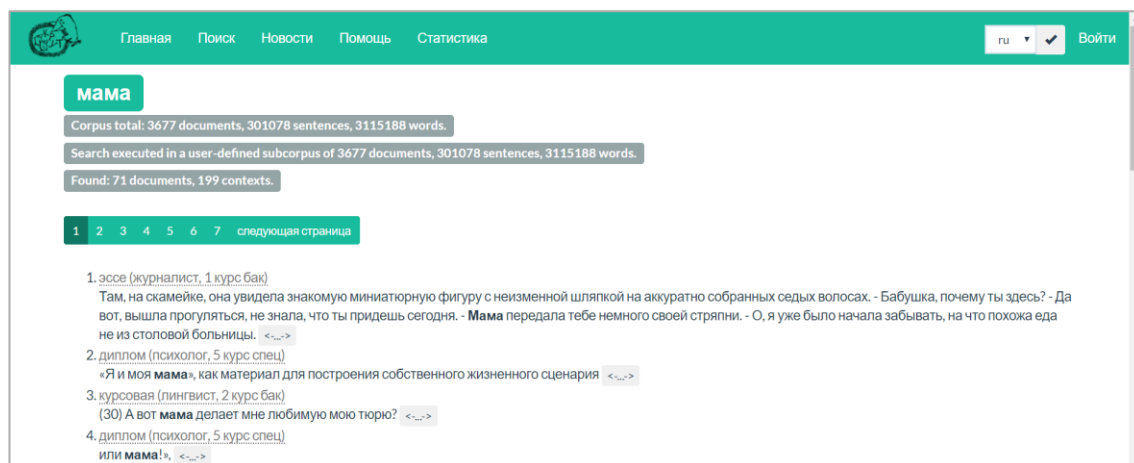 Главная Поиск Новости Помощь Статистика ru Войти
мама
Corpus total: 3677 documents, 301078 sentences, 3115188 words.
Search executed in a user-defined subcorpus of 3677 documents, 301078 sentences, 3115188 words.
Found: 71 documents, 199 contexts.
1 2 3 4 5 6 7 следующая страница
1. эссе (журналист, 1 курс бак)
Там, на скамейке, она увидела знакомую миниатюрную фигуру с неизменной шляпкой на аккуратно собранных седых волосах. - Бабушка, почему ты здесь? - Да
вот, вышла прогуляться, не знала, что ты придешь сегодня. - Мама передала тебе немного своей стряпни. - О, я уже было начала забывать, на что похожа еда
не из столовой больницы. <-...->
2. диплом (психолог, 5 курс спец)
«Я и моя мама», как материал для построения собственного жизненного сценария <-...->
3. курсовая (лингвист, 2 курс бак)
(30) А вот мама делает мне любимую мою тюрю? <-...->
4. диплом (психолог, 5 курс спец)
или мама!», <-...->